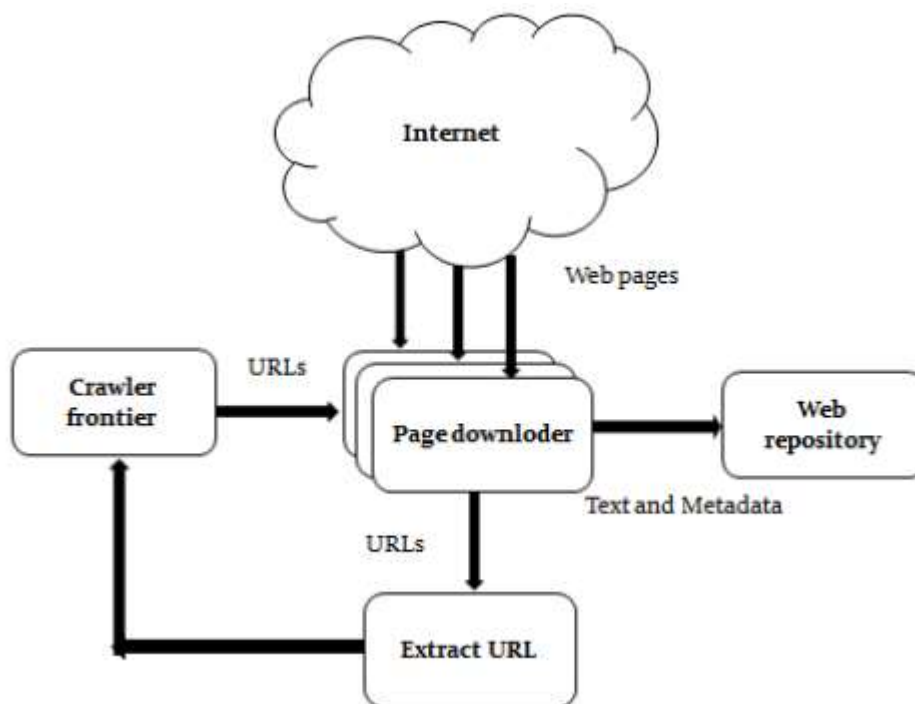 Internet
Web pages
URLs
Crawler
frontier
Page downloder
Web
repository
Text and Metadata
URLs
Extract URL